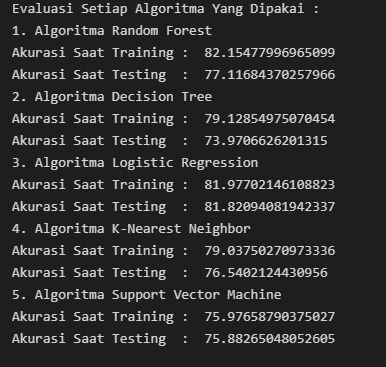 Evaluasi Setiap Algoritma Yang Dipakai :
1. Algoritma Random Forest
Akurasi Saat Training :  82.15477996965099
Akurasi Saat Testing  :  77.11684370257966
2. Algoritma Decision Tree
Akurasi Saat Training :  79.12854975070454
Akurasi Saat Testing  :  73.9706626201315
3. Algoritma Logistic Regression
Akurasi Saat Training :  81.97702146108823
Akurasi Saat Testing  :  81.82094081942337
4. Algoritma K-Nearest Neighbor
Akurasi Saat Training :  79.03750270973336
Akurasi Saat Testing  :  76.5402124430956
5. Algoritma Support Vector Machine
Akurasi Saat Training :  75.97658790375027
Akurasi Saat Testing  :  75.88265048052605